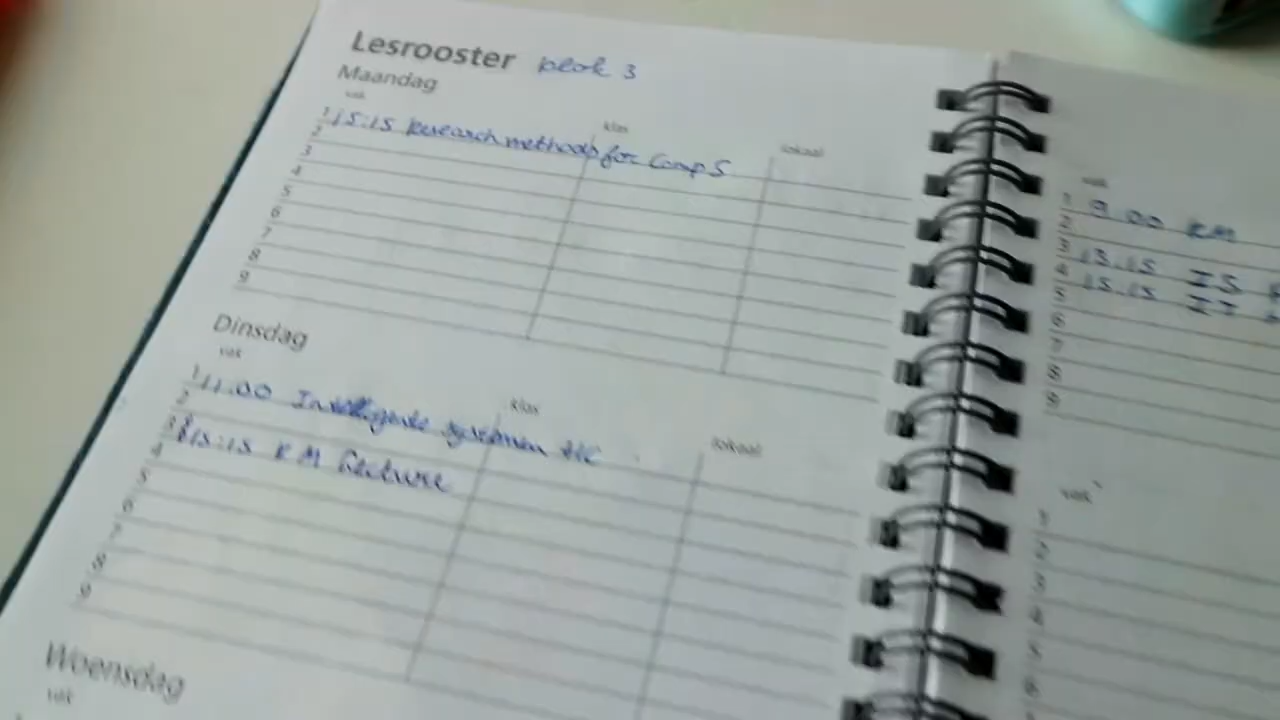 Lesrooster blok 3
Maandag
vak klas lokaal
1 15:15 Research methods for Comp S
2
3
4
5
6
7
8
9
Dinsdag
vak klas lokaal
1 11.00 Intelligente systemen HC
2
3 15:15 KM Lecture
4
5
6
7
8
9
Woensdag
vak
vak
1 9.00 KM
2
3 13.15 IS
4 15.15 II
5
6
7
8
9
vak
1
2
3
4
5
6